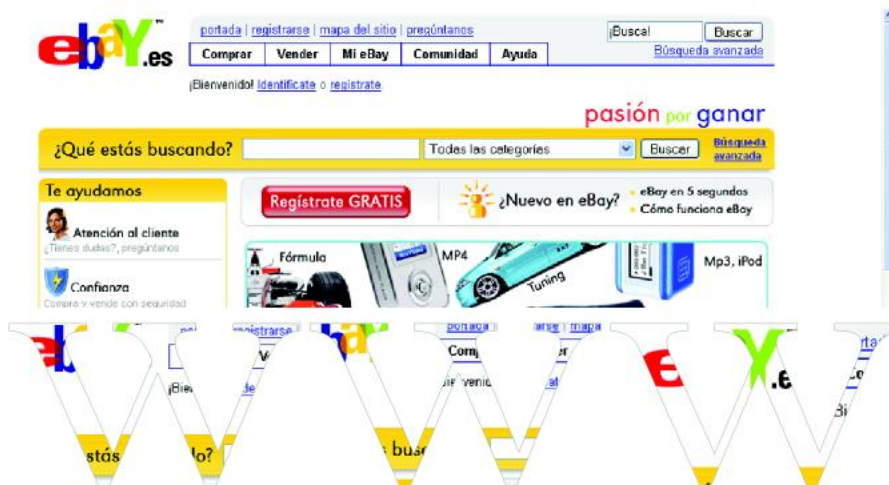 ebaY™.es
portada | registrarse | mapa del sitio | pregúntanos
¡Busca! Buscar
Comprar Vender Mi eBay Comunidad Ayuda
Búsqueda avanzada
¡Bienvenido! Identifícate o regístrate
pasión por ganar
¿Qué estás buscando? Todas las categorías Buscar Búsqueda avanzada
Te ayudamos
Atención al cliente
¿Tienes dudas?, pregúntanos
Confianza
Compra y vende con seguridad
Regístrate GRATIS
¿Nuevo en eBay?
eBay en 5 segundos
Cómo funciona eBay
Fórmula
MP4
Tuning
Mp3, iPod
WWW